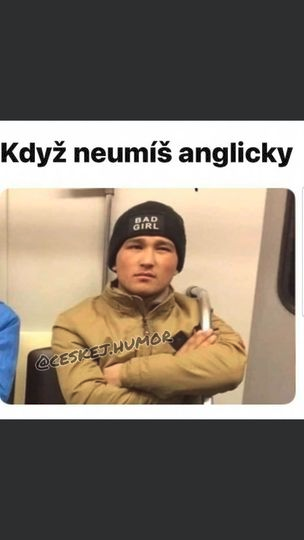 Když neumíš anglicky
BAD
GIRL
@CESKEJ.HUMOR